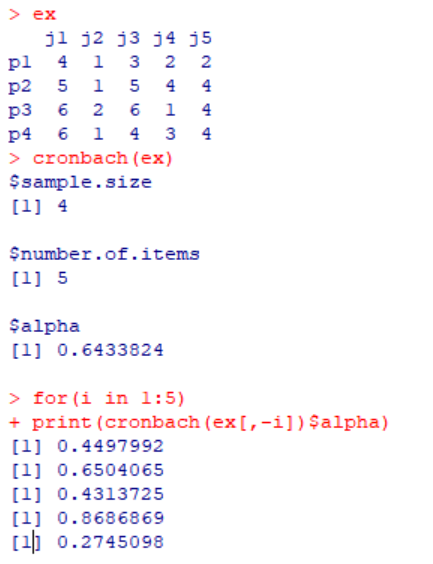 > ex
   j1 j2 j3 j4 j5
p1  4  1  3  2  2
p2  5  1  5  4  4
p3  6  2  6  1  4
p4  6  1  4  3  4
> cronbach(ex)
$sample.size
[1] 4

$number.of.items
[1] 5

$alpha
[1] 0.6433824

> for(i in 1:5)
+ print(cronbach(ex[,-i])$alpha)
[1] 0.4497992
[1] 0.6504065
[1] 0.4313725
[1] 0.8686869
[1] 0.2745098